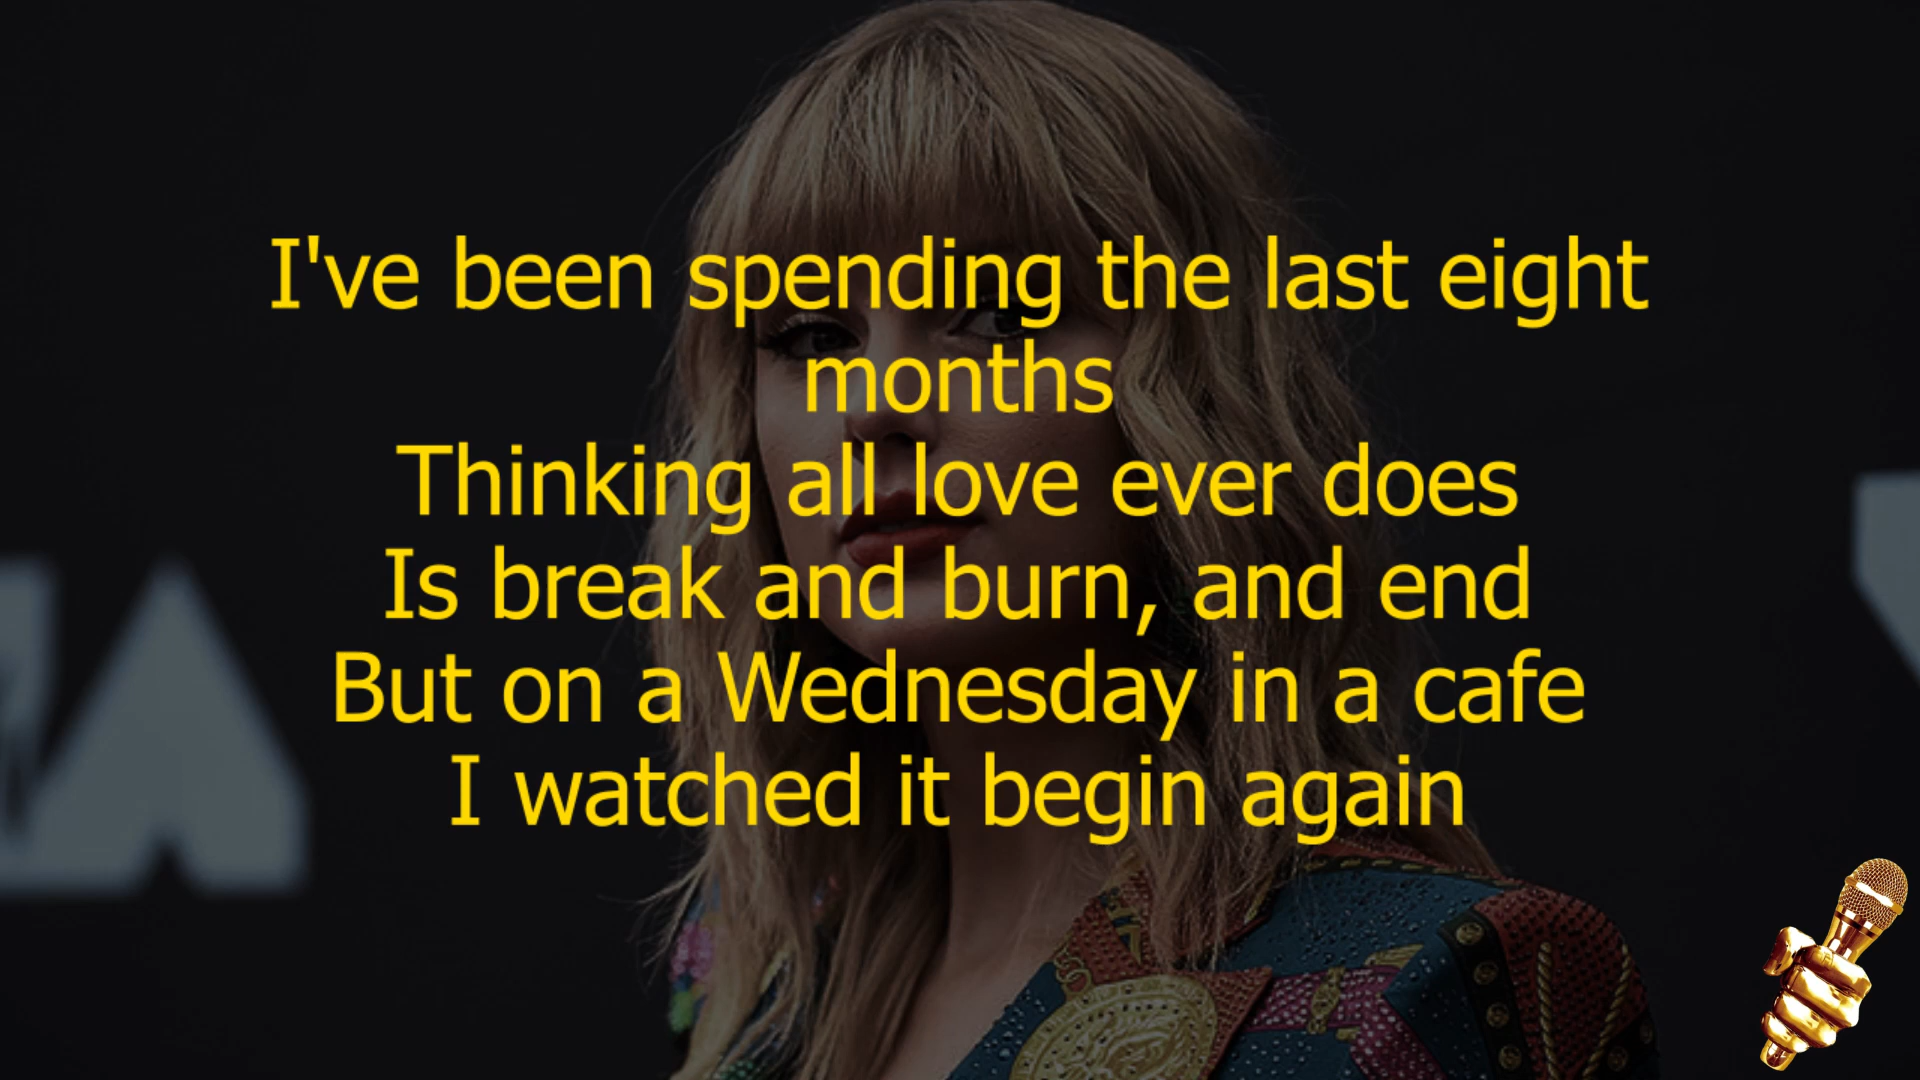 I've been spending the last eight
months
Thinking all love ever does
Is break and burn, and end
But on a Wednesday in a cafe
I watched it begin again